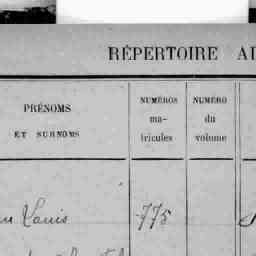 RÉPERTOIRE
PRÉNOMS
ET SURNOMS
NUMÉROS
ma-
tricules
NUMÉRO
du
volume
Louis
775